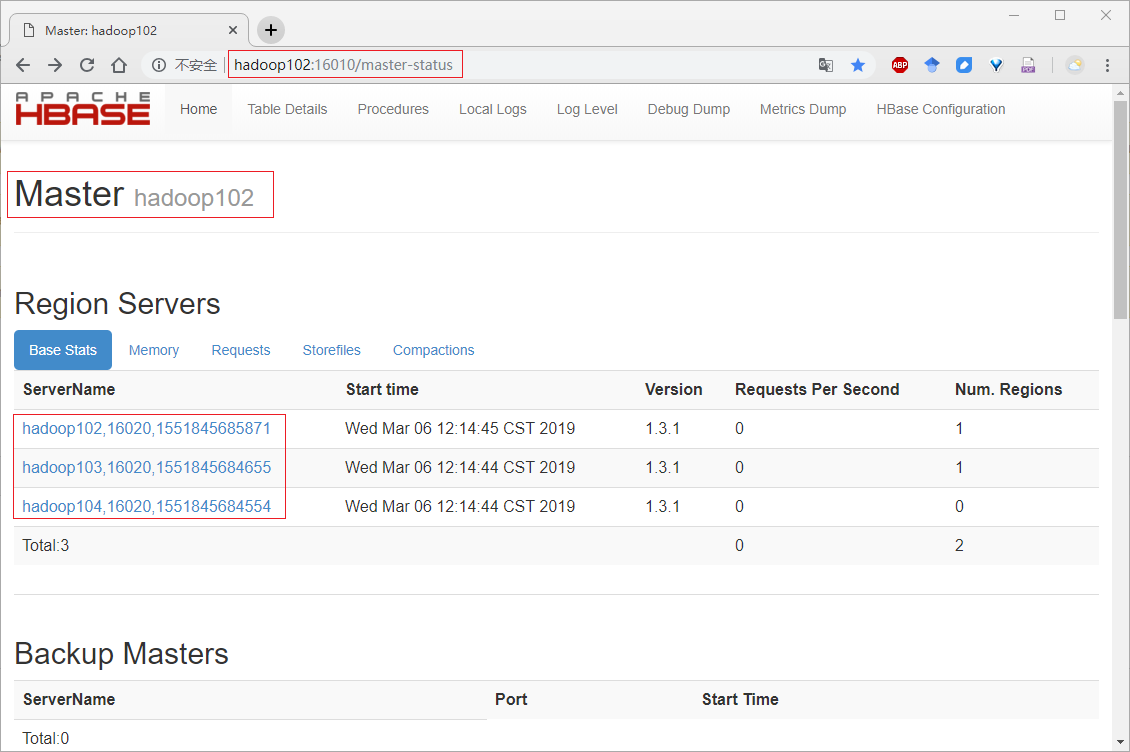 Master: hadoop102
不安全 hadoop102:16010/master-status
ABP
PDF
APACHE
HBASE
Home Table Details Procedures Local Logs Log Level Debug Dump Metrics Dump HBase Configuration
Master hadoop102
Region Servers
Base Stats Memory Requests Storefiles Compactions
ServerName Start time Version Requests Per Second Num. Regions
hadoop102,16020,1551845685871 Wed Mar 06 12:14:45 CST 2019 1.3.1 0 1
hadoop103,16020,1551845684655 Wed Mar 06 12:14:44 CST 2019 1.3.1 0 1
hadoop104,16020,1551845684554 Wed Mar 06 12:14:44 CST 2019 1.3.1 0 0
Total:3 0 2
Backup Masters
ServerName Port Start Time
Total:0